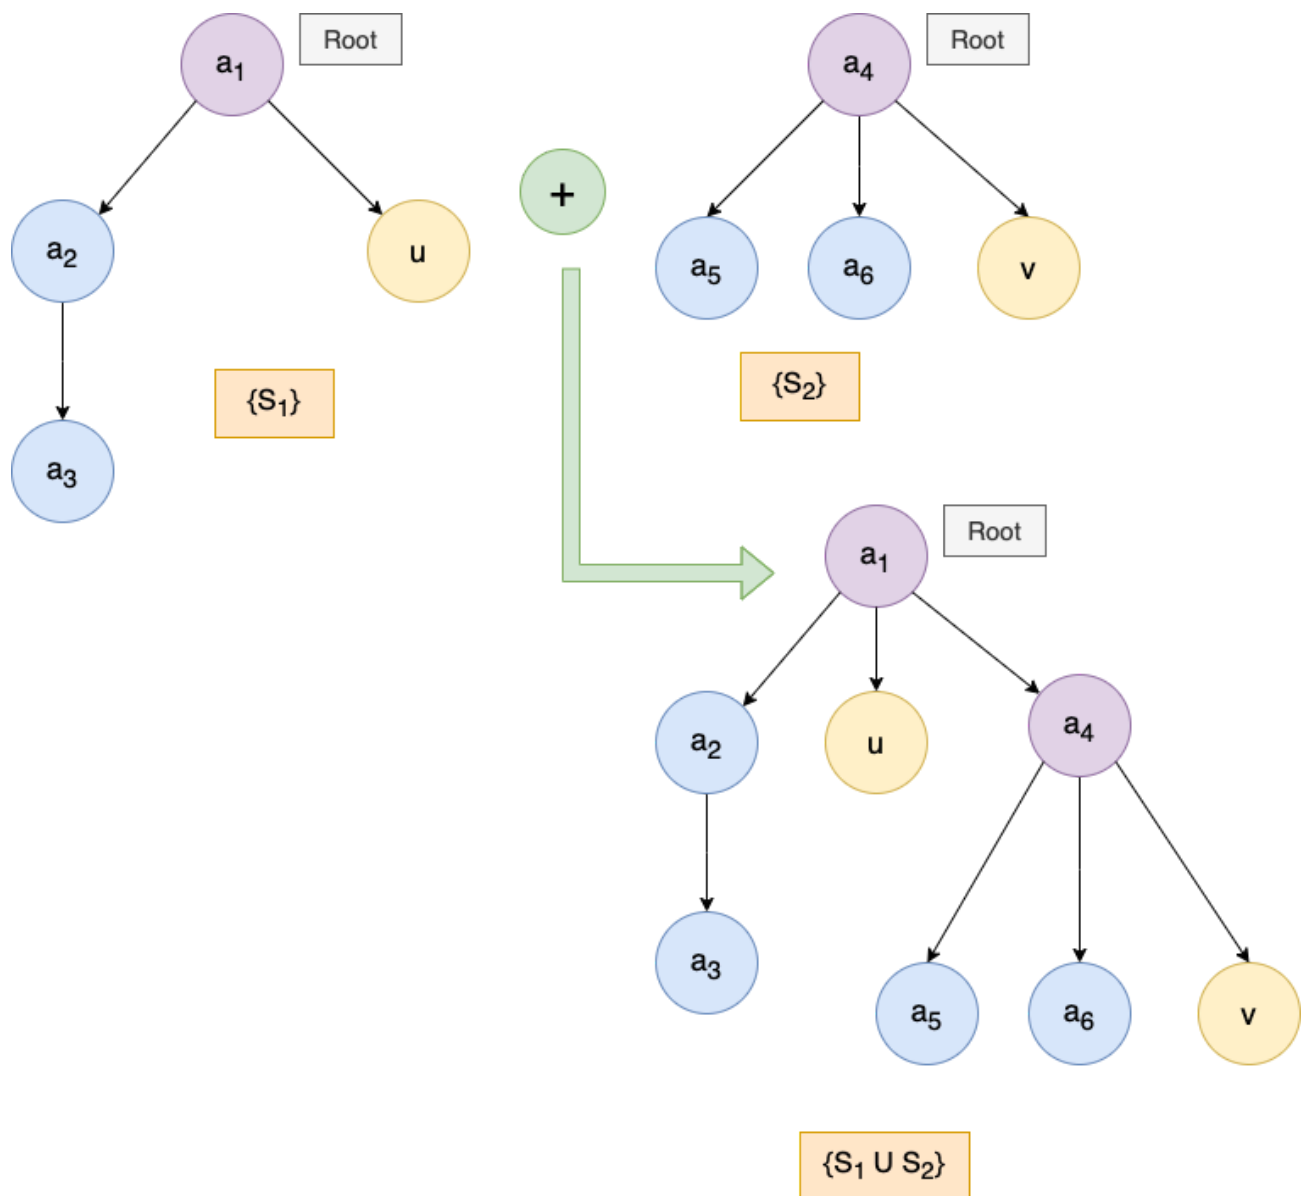 a₁
Root
a₄
Root
+
a₂
u
a₅
a₆
v
{S₁}
{S₂}
a₃
a₁
Root
a₂
u
a₄
a₃
a₅
a₆
v
{S₁ U S₂}